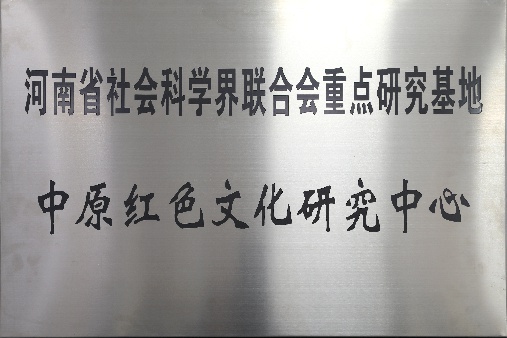 河南省社会科学界联合会重点研究基地
中原红色文化研究中心